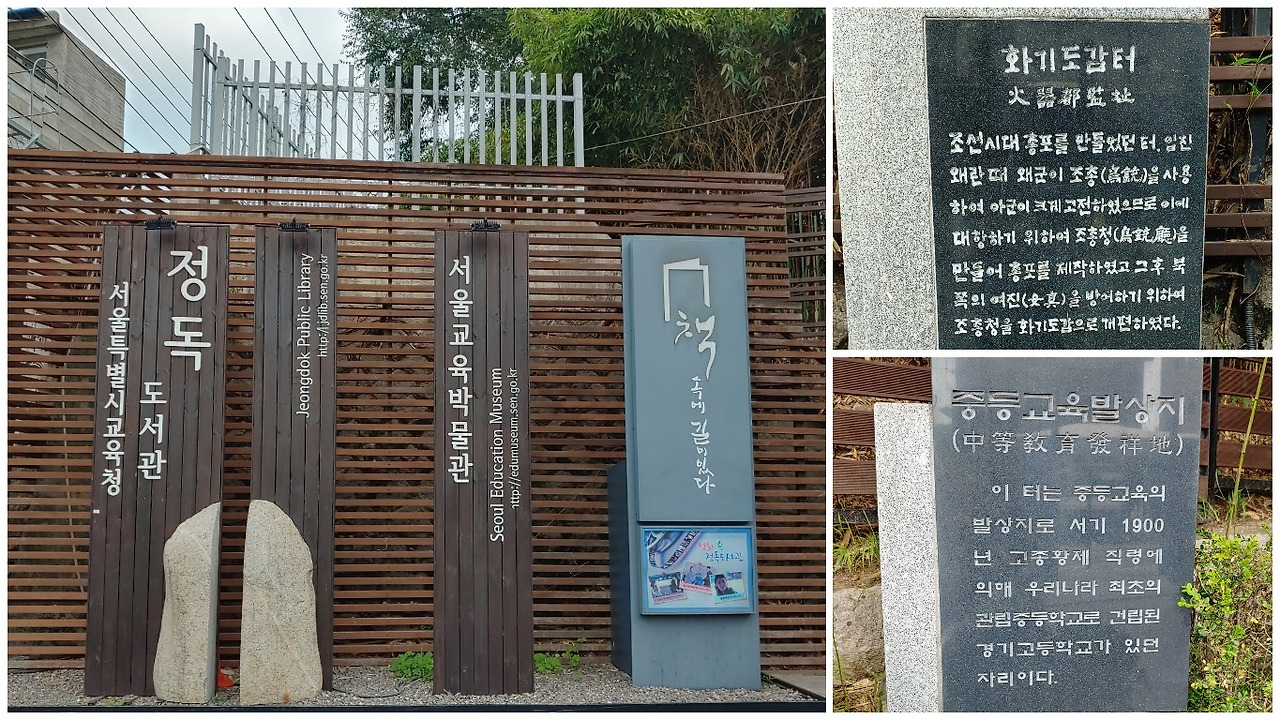 서울특별시교육청
정독
도서관
Jeongdok Public Library
http://jdlib.sen.go.kr
서울교육박물관
Seoul Education Museum
http://edumuseum.sen.go.kr
책
속에 길이 있다
정독도서관
화기도감터
火器都監址
조선시대 총포를 만들었던 터. 임진
왜란 때 왜군이 조총(鳥銃)을 사용
하여 아군이 크게 고전하였으므로 이에
대항하기 위하여 조총청(鳥銃廳)을
만들어 총포를 제작하였고 그후 북
쪽의 여진(女眞)을 방어하기 위하여
조총청을 화기도감으로 개편하였다.
중등교육발상지
(中等教育發祥地)
이 터는 중등교육의
발상지로 서기 1900
년 고종황제 칙령에
의해 우리나라 최초의
관립중등학교로 건립된
경기고등학교가 있던
자리이다.